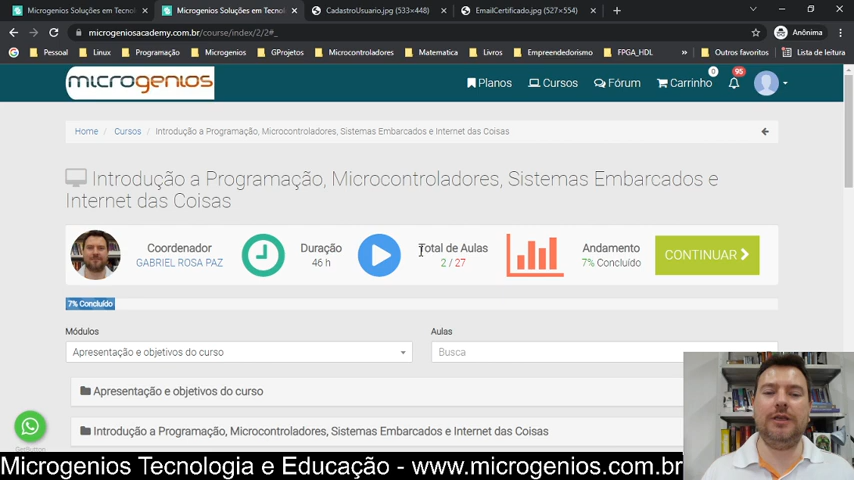 Microgenios Soluções em Tecnol
Microgenios Soluções em Tecnol
CadastroUsuario.jpg (533×448)
EmailCertificado.jpg (527×554)
microgeniosacademy.com.br/course/index/2/2#_
Anônima
Pessoal
Linux
Programação
Microgenios
GProjetos
Microcontroladores
Matematica
Livros
Empreendedorismo
FPGA_HDL
»
Outros favoritos
Lista de leitura
microgenios
Planos
Cursos
Fórum
Carrinho
0
95
Home / Cursos / Introdução a Programação, Microcontroladores, Sistemas Embarcados e Internet das Coisas
Introdução a Programação, Microcontroladores, Sistemas Embarcados e
Internet das Coisas
Coordenador
GABRIEL ROSA PAZ
Duração
46 h
Total de Aulas
2 / 27
Andamento
7% Concluído
CONTINUAR
7% Concluído
Módulos
Apresentação e objetivos do curso
Aulas
Busca
Apresentação e objetivos do curso
Introdução a Programação, Microcontroladores, Sistemas Embarcados e Internet das Coisas
Microgenios Tecnologia e Educação - www.microgenios.com.br